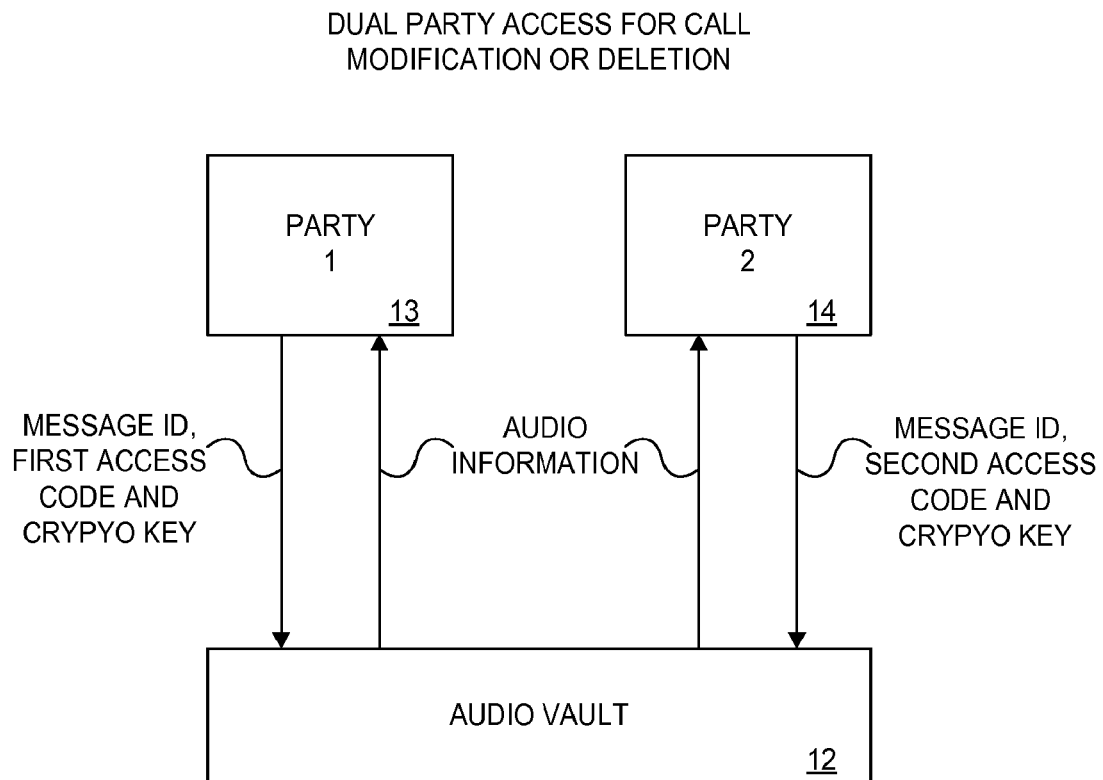 DUAL PARTY ACCESS FOR CALL
MODIFICATION OR DELETION
PARTY
1
13
PARTY
2
14
MESSAGE ID,
FIRST ACCESS
CODE AND
CRYPYO KEY
AUDIO
INFORMATION
MESSAGE ID,
SECOND ACCESS
CODE AND
CRYPYO KEY
AUDIO VAULT
12